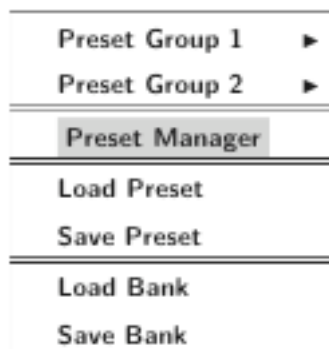 Preset Group 1 ▶
Preset Group 2 ▶
Preset Manager
Load Preset
Save Preset
Load Bank
Save Bank